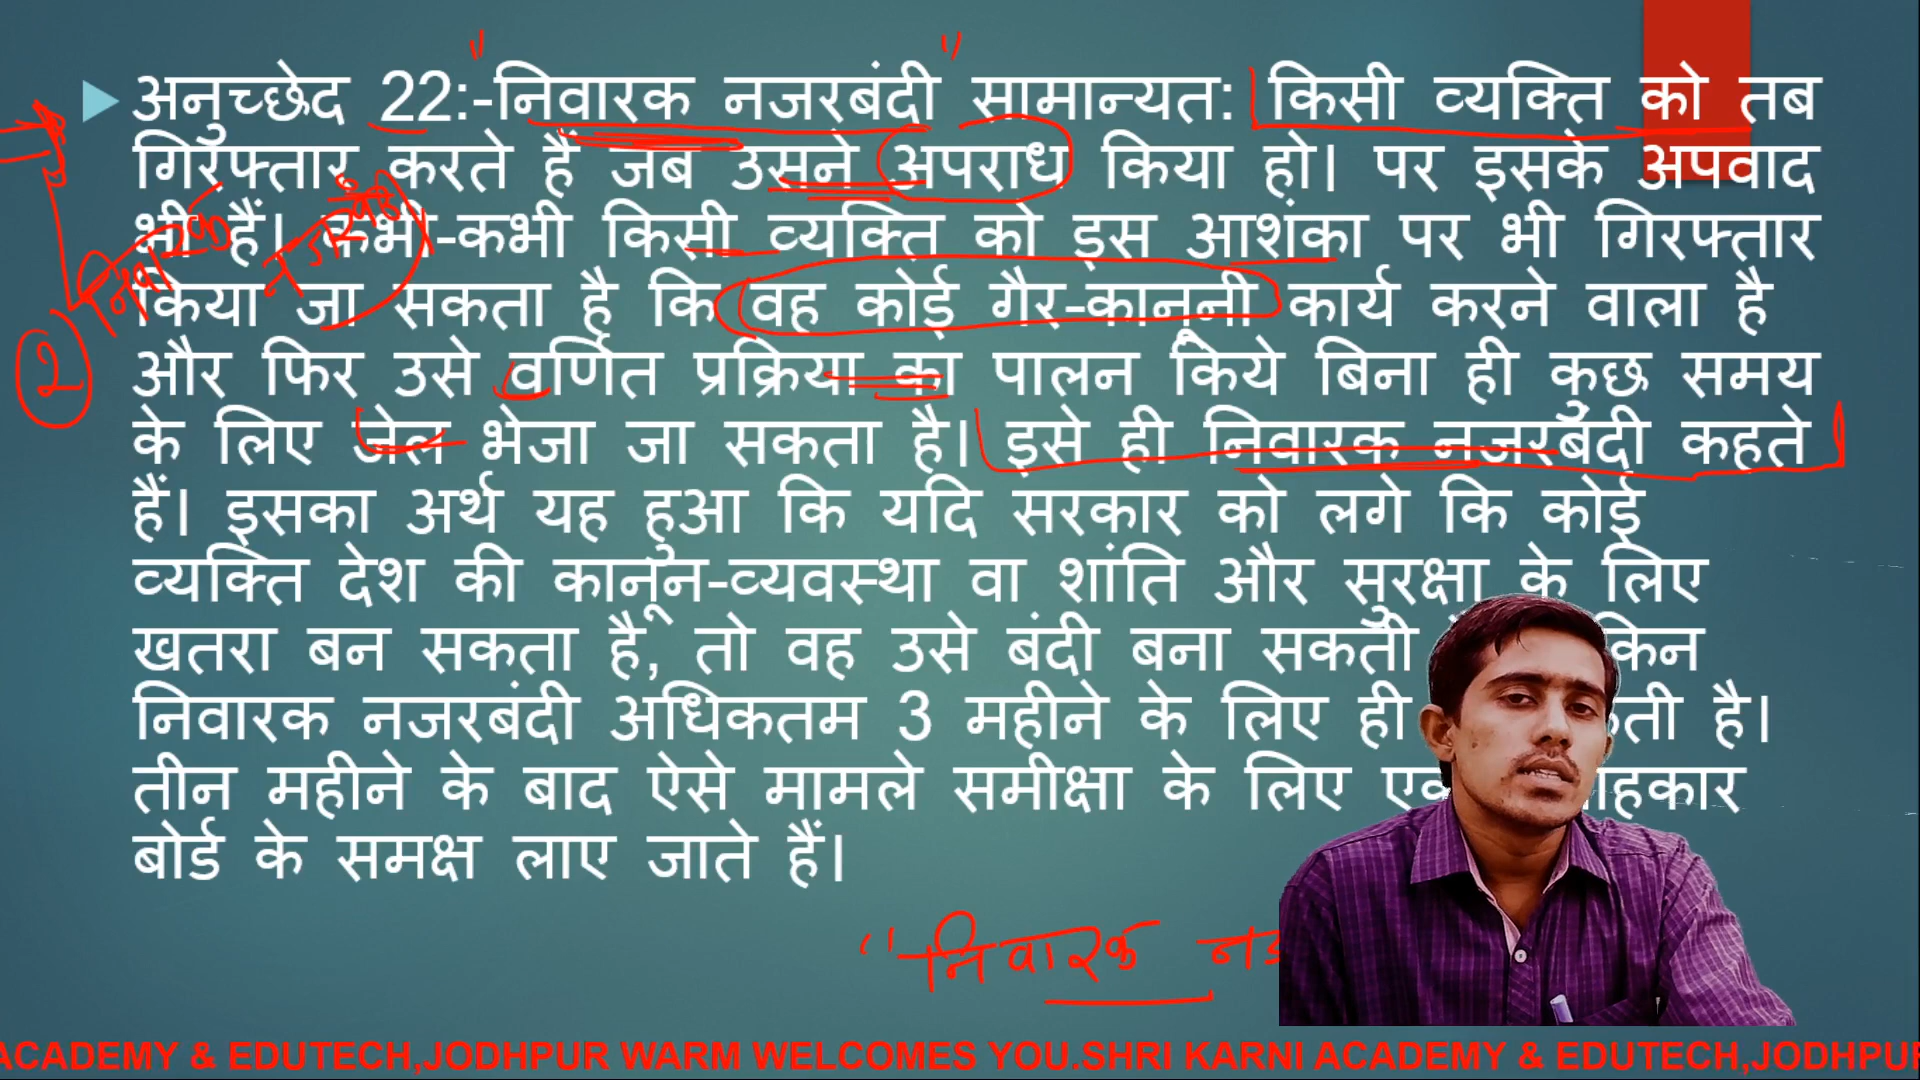 अनुच्छेद 22:-निवारक नजरबंदी सामान्यत: किसी व्यक्ति को तब
गिरफ्तार करते हैं जब उसने अपराध किया हो। पर इसके अपवाद
भी हैं। कभी-कभी किसी व्यक्ति को इस आशंका पर भी गिरफ्तार
किया जा सकता है कि वह कोई गैर-कानूनी कार्य करने वाला है
और फिर उसे वर्णित प्रक्रिया का पालन किये बिना ही कुछ समय
के लिए जेल भेजा जा सकता है। इसे ही निवारक नजरबंदी कहते
हैं। इसका अर्थ यह हुआ कि यदि सरकार को लगे कि कोई
व्यक्ति देश की कानून-व्यवस्था वा शांति और सुरक्षा के लिए
खतरा बन सकता है, तो वह उसे बंदी बना सकती
निवारक नजरबंदी अधिकतम 3 महीने के लिए ही है।
तीन महीने के बाद ऐसे मामले समीक्षा के लिए
बोर्ड के समक्ष लाए जाते हैं।
२ निवारक
"निवारक
ACADEMY & EDUTECH,JODHPUR WARM WELCOMES YOU.SHRI KARNI ACADEMY & EDUTECH,JODHPUR